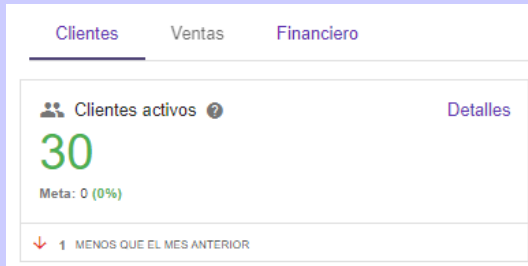 Clientes Ventas Financiero
Clientes activos ? Detalles
30
Meta: 0 (0%)
1 MENOS QUE EL MES ANTERIOR